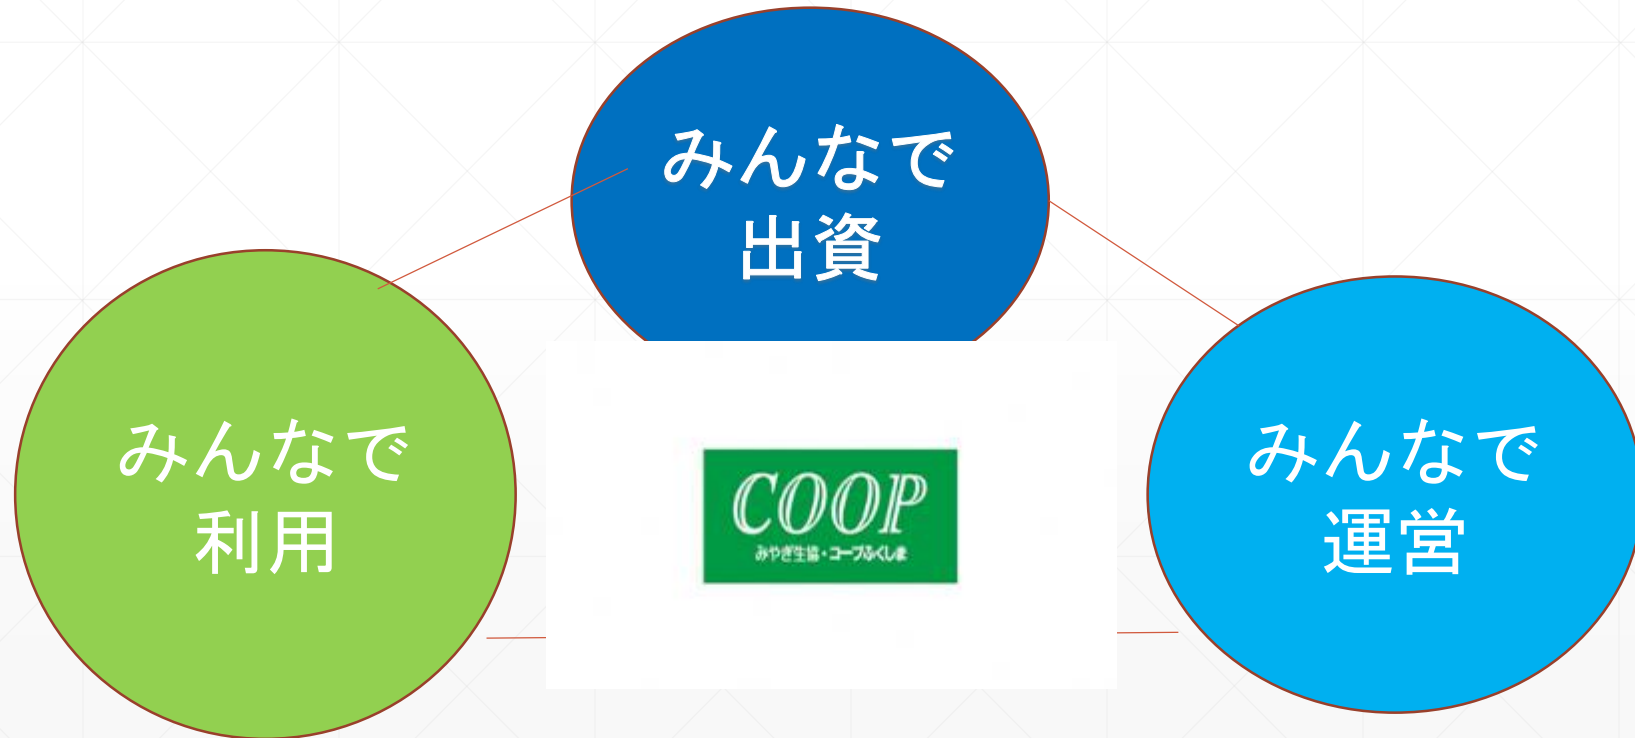 みんなで
出資
みんなで
利用
COOP
みやぎ生協・コープふくしま
みんなで
運営